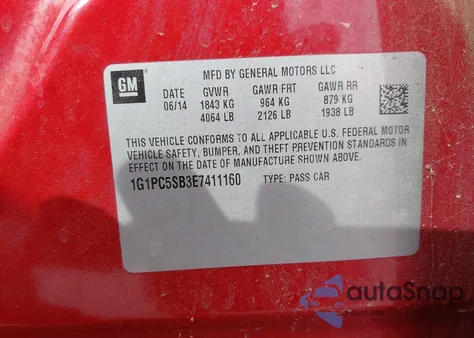 GM
MFD BY GENERAL MOTORS LLC
DATE GVWR GAWR FRT GAWR RR
06/14 1843 KG 964 KG 879 KG
4064 LB 2126 LB 1938 LB
THIS VEHICLE CONFORMS TO ALL APPLICABLE U.S. FEDERAL MOTOR
VEHICLE SAFETY, BUMPER, AND THEFT PREVENTION STANDARDS IN
EFFECT ON THE DATE OF MANUFACTURE SHOWN ABOVE.
1G1PC5SB3E7411160 TYPE: PASS CAR
autoSnap